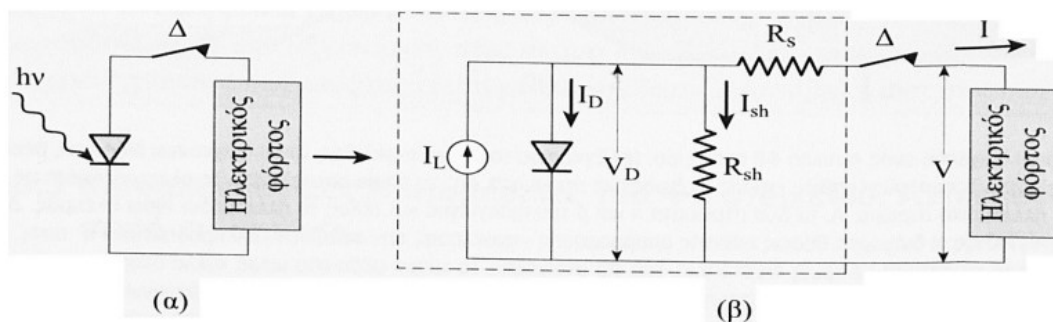 Δ
hν
Ηλεκτρικός
φόρτος
(α)
I_L
I_D
V_D
I_sh
R_sh
R_s
Δ
I
V
Ηλεκτρικός
φόρτος
(β)